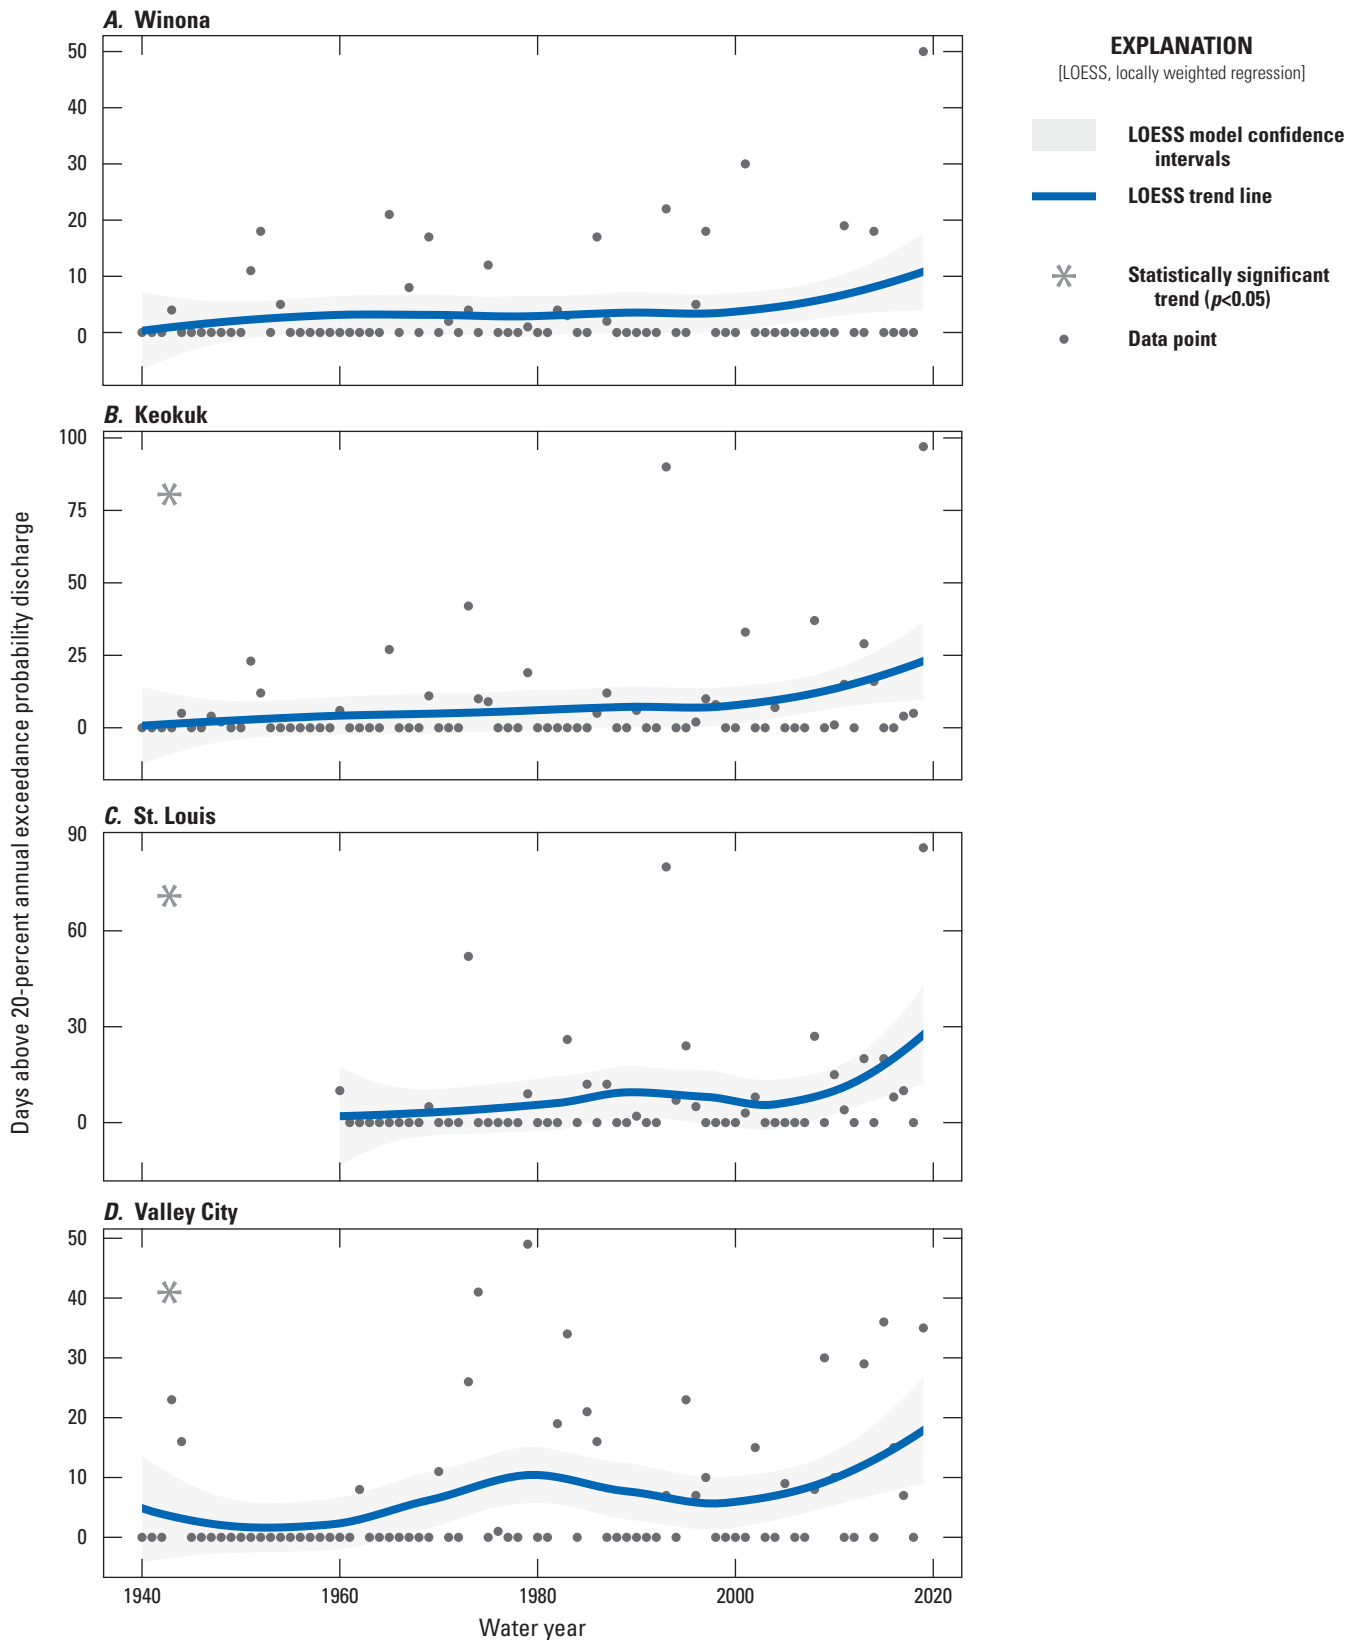 A. Winona
50
40
30
20
10
0
EXPLANATION
[LOESS, locally weighted regression]
LOESS model confidence
intervals
LOESS trend line
Statistically significant
trend (p<0.05)
Data point
B. Keokuk
100
75
50
25
0
C. St. Louis
90
60
30
0
D. Valley City
50
40
30
20
10
0
1940 1960 1980 2000 2020
Water year
Days above 20-percent annual exceedance probability discharge